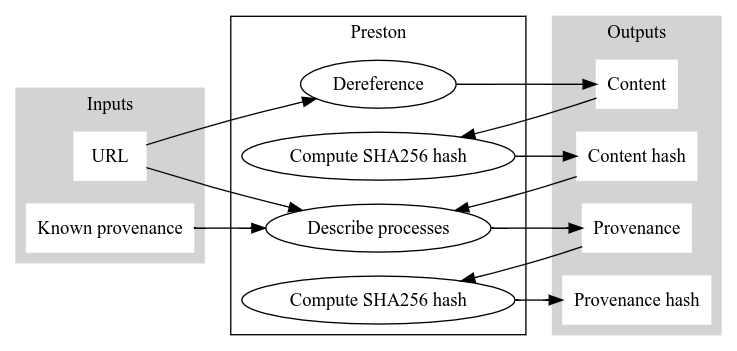 Preston
Outputs
Inputs
Dereference
Content
URL
Compute SHA256 hash
Content hash
Known provenance
Describe processes
Provenance
Compute SHA256 hash
Provenance hash